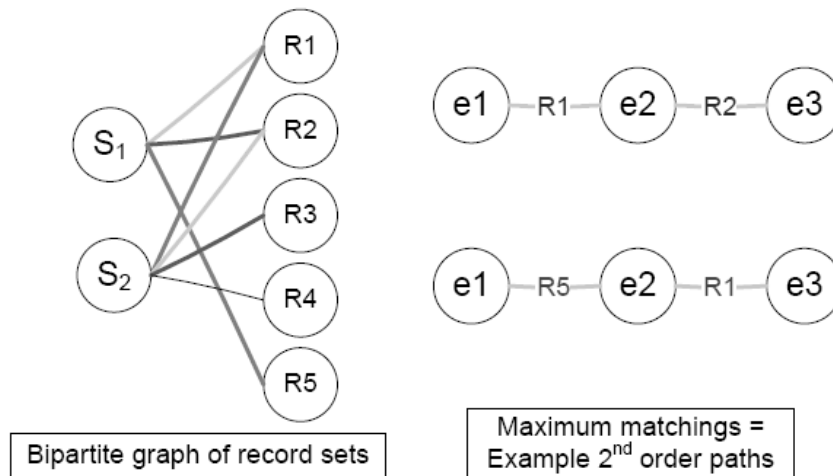 S1
S2
R1
R2
R3
R4
R5
Bipartite graph of record sets
e1 R1 e2 R2 e3
e1 R5 e2 R1 e3
Maximum matchings =
Example 2nd order paths